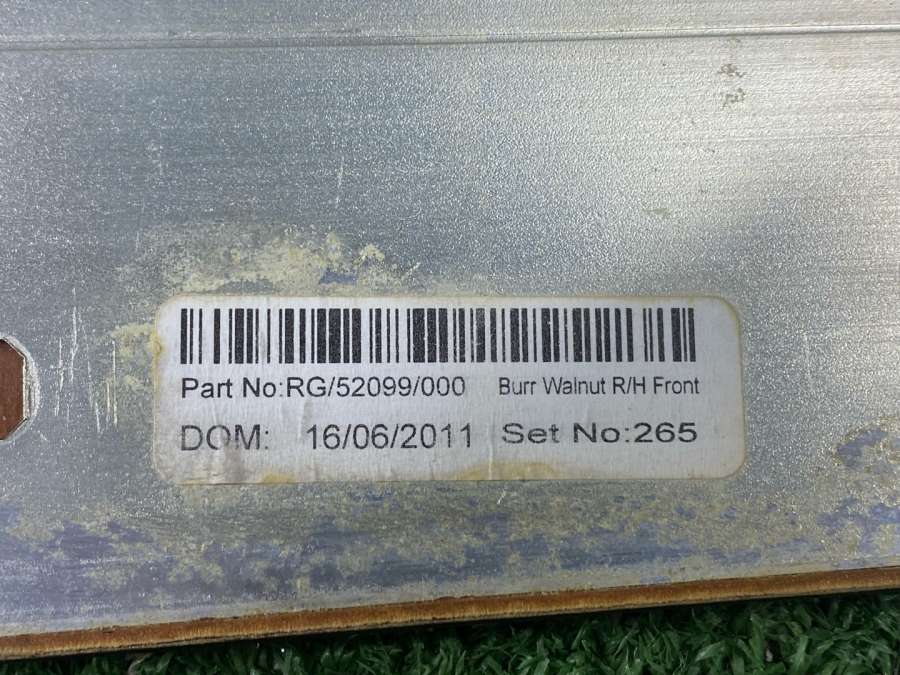 Part No:RG/52099/000 Burr Walnut R/H Front
DOM: 16/06/2011 Set No:265